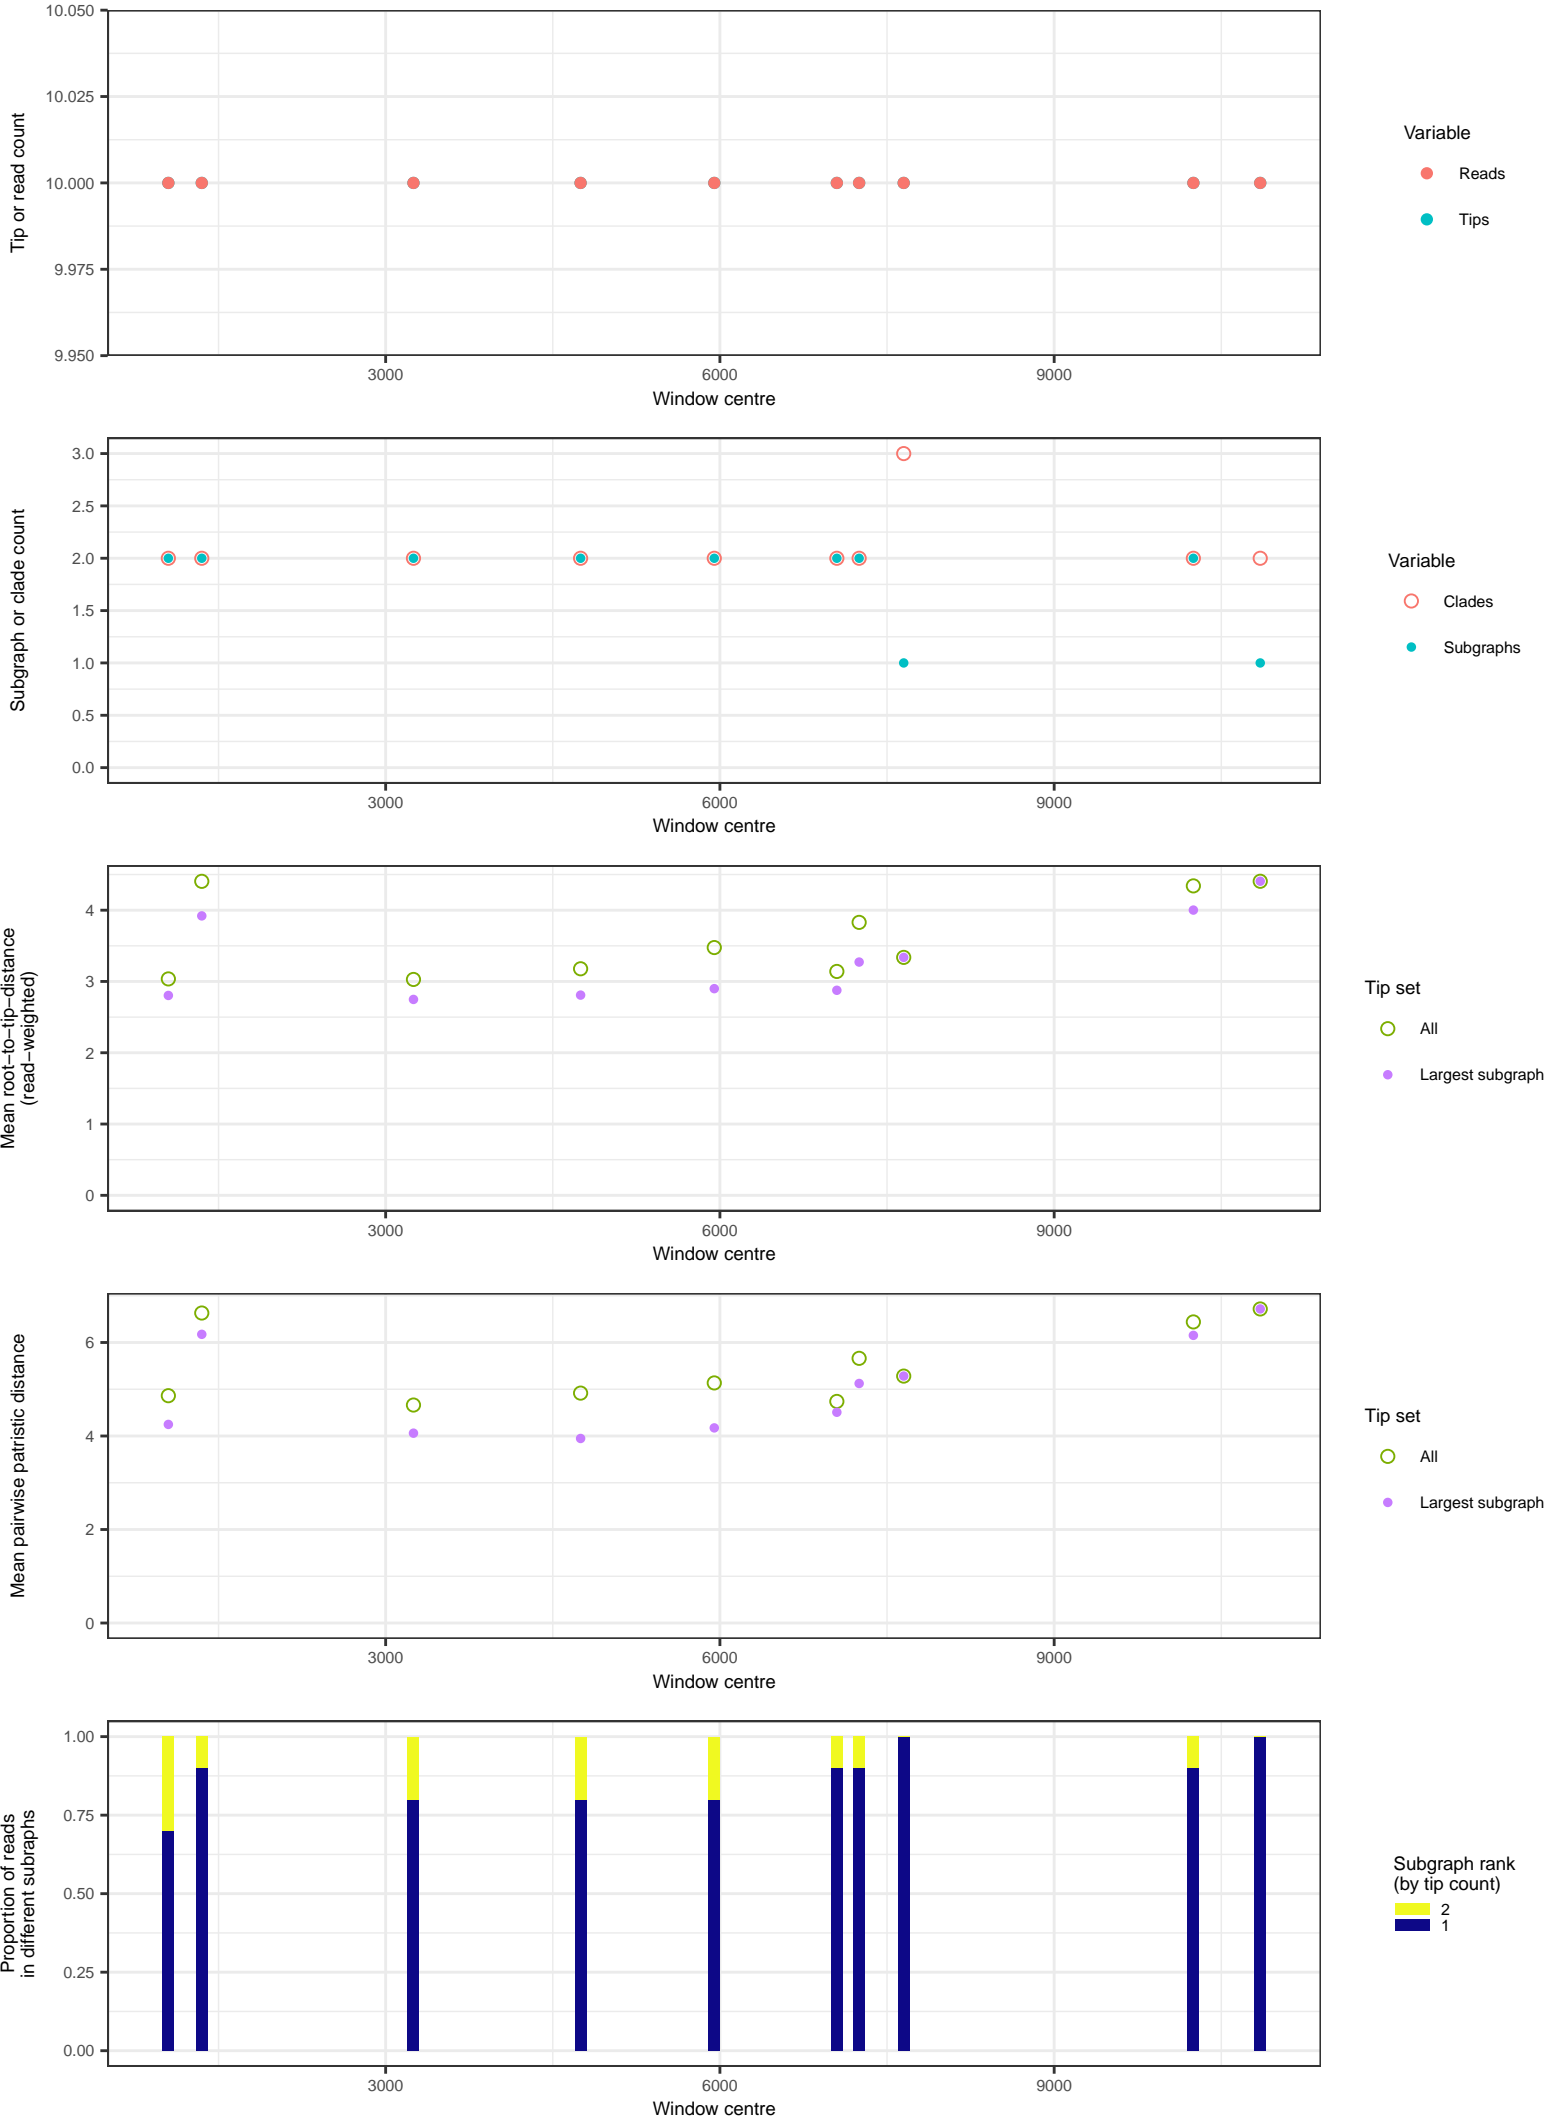 10.050
10.025
10.000
9.975
9.950
Tip or read count
3000 6000 9000
Window centre
Variable
Reads
Tips
3.0
2.5
2.0
1.5
1.0
0.5
0.0
Subgraph or clade count
3000 6000 9000
Window centre
Variable
Clades
Subgraphs
4
3
2
1
0
Mean root−to−tip−distance
(read−weighted)
3000 6000 9000
Window centre
Tip set
All
Largest subgraph
6
4
2
0
Mean pairwise patristic distance
3000 6000 9000
Window centre
Tip set
All
Largest subgraph
1.00
0.75
0.50
0.25
0.00
Proportion of reads
in different subraphs
3000 6000 9000
Window centre
Subgraph rank
(by tip count)
2
1